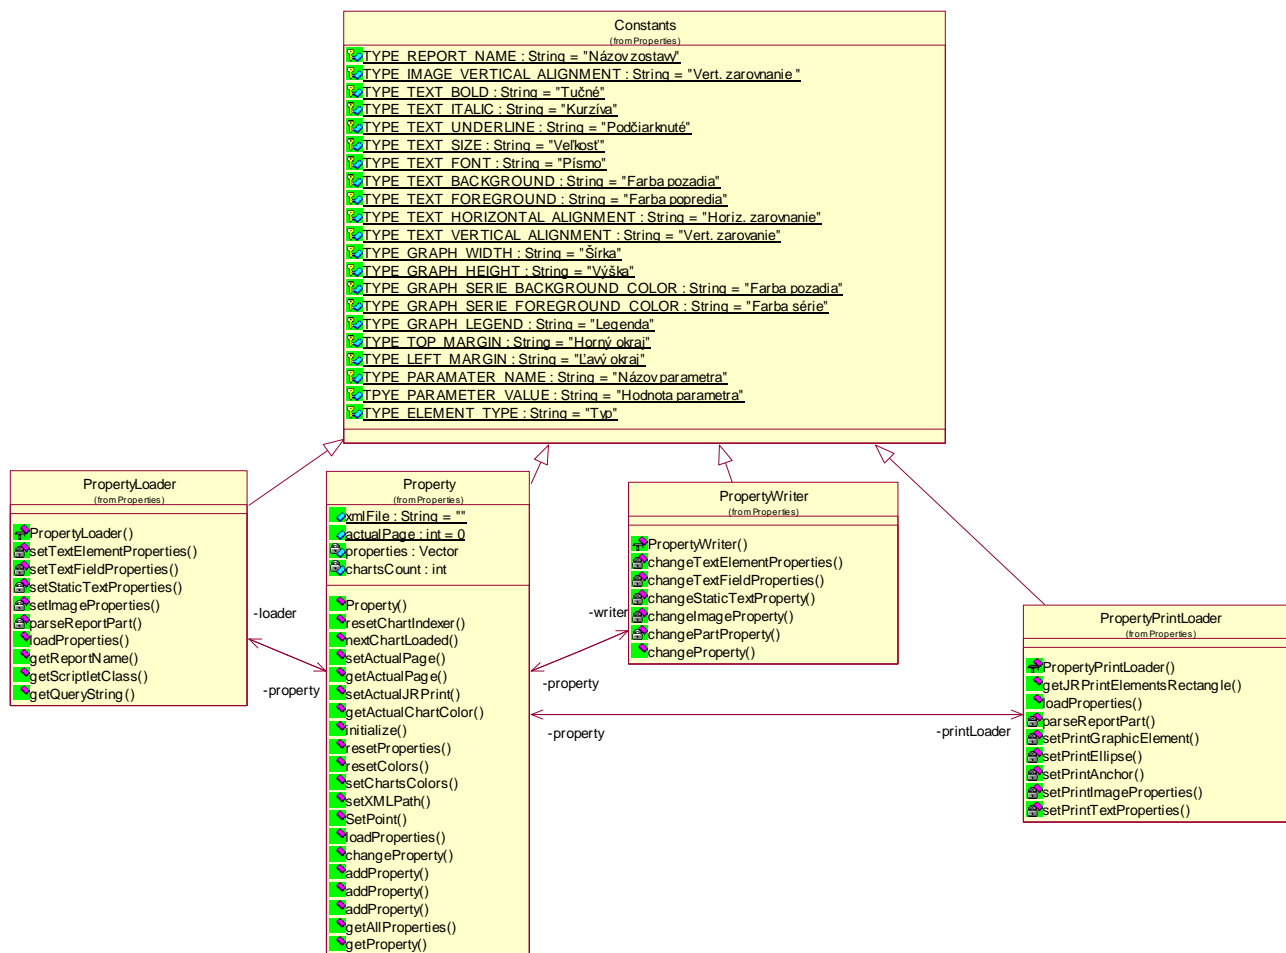 Constants
(from Properties)
TYPE_REPORT_NAME : String = "Názov zostavy"
TYPE_IMAGE_VERTICAL_ALIGNMENT : String = "Vert. zarovnanie "
TYPE_TEXT_BOLD : String = "Tučné"
TYPE_TEXT_ITALIC : String = "Kurzíva"
TYPE_TEXT_UNDERLINE : String = "Podčiarknuté"
TYPE_TEXT_SIZE : String = "Veľkosť"
TYPE_TEXT_FONT : String = "Písmo"
TYPE_TEXT_BACKGROUND : String = "Farba pozadia"
TYPE_TEXT_FOREGROUND : String = "Farba popredia"
TYPE_TEXT_HORIZONTAL_ALIGNMENT : String = "Horiz. zarovnanie"
TYPE_TEXT_VERTICAL_ALIGNMENT : String = "Vert. zarovanie"
TYPE_GRAPH_WIDTH : String = "Šírka"
TYPE_GRAPH_HEIGHT : String = "Výška"
TYPE_GRAPH_SERIE_BACKGROUND_COLOR : String = "Farba pozadia"
TYPE_GRAPH_SERIE_FOREGROUND_COLOR : String = "Farba série"
TYPE_GRAPH_LEGEND : String = "Legenda"
TYPE_TOP_MARGIN : String = "Horný okraj"
TYPE_LEFT_MARGIN : String = "Ľavý okraj"
TYPE_PARAMATER_NAME : String = "Názov parametra"
TPYE_PARAMETER_VALUE : String = "Hodnota parametra"
TYPE_ELEMENT_TYPE : String = "Typ"
PropertyLoader
(from Properties)
PropertyLoader()
setTextElementProperties()
setTextFieldProperties()
setStaticTextProperties()
setImageProperties()
parseReportPart()
loadProperties()
getReportName()
getScriptletClass()
getQueryString()
-loader
-property
Property
(from Properties)
xmlFile : String = ""
actualPage : int = 0
properties : Vector
chartsCount : int
Property()
resetChartIndexer()
nextChartLoaded()
setActualPage()
getActualPage()
setActualJRPrint()
getActualChartColor()
initialize()
resetProperties()
resetColors()
setChartsColors()
setXMLPath()
SetPoint()
loadProperties()
changeProperty()
addProperty()
addProperty()
addProperty()
getAllProperties()
getProperty()
-writer
-property
PropertyWriter
(from Properties)
PropertyWriter()
changeTextElementProperties()
changeTextFieldProperties()
changeStaticTextProperty()
changeImageProperty()
changePartProperty()
changeProperty()
-property
-printLoader
PropertyPrintLoader
(from Properties)
PropertyPrintLoader()
getJRPrintElementsRectangle()
loadProperties()
parseReportPart()
setPrintGraphicElement()
setPrintEllipse()
setPrintAnchor()
setPrintImageProperties()
setPrintTextProperties()